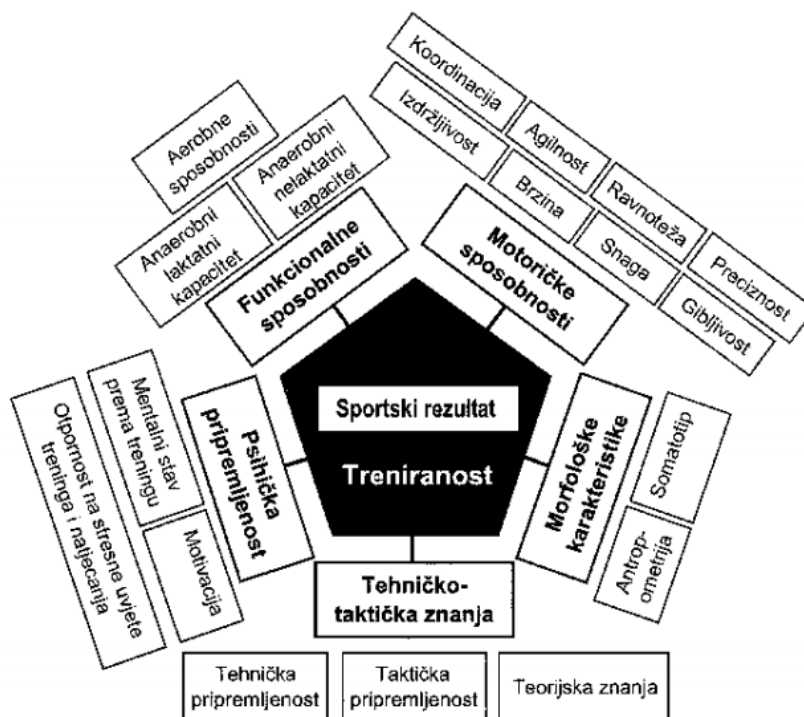 Koordinacija
Agilnost
Ravnoteža
Preciznost
Izdržljivost
Brzina
Snaga
Gibljivost
Motoričke
sposobnosti
Aerobne
sposobnosti
Anaerobni
nelaktatni
kapacitet
Anaerobni
laktatni
kapacitet
Funkcionalne
sposobnosti
Sportski rezultat
Treniranost
Otpornost na stresne uvjete
treninga i natjecanja
Mentalni stav
prema treningu
Motivacija
Psihička
pripremljenost
Morfološke
karakteristike
Somatotip
Antrop-
ometrija
Tehničko-
taktička znanja
Tehnička
pripremljenost
Taktička
pripremljenost
Teorijska znanja